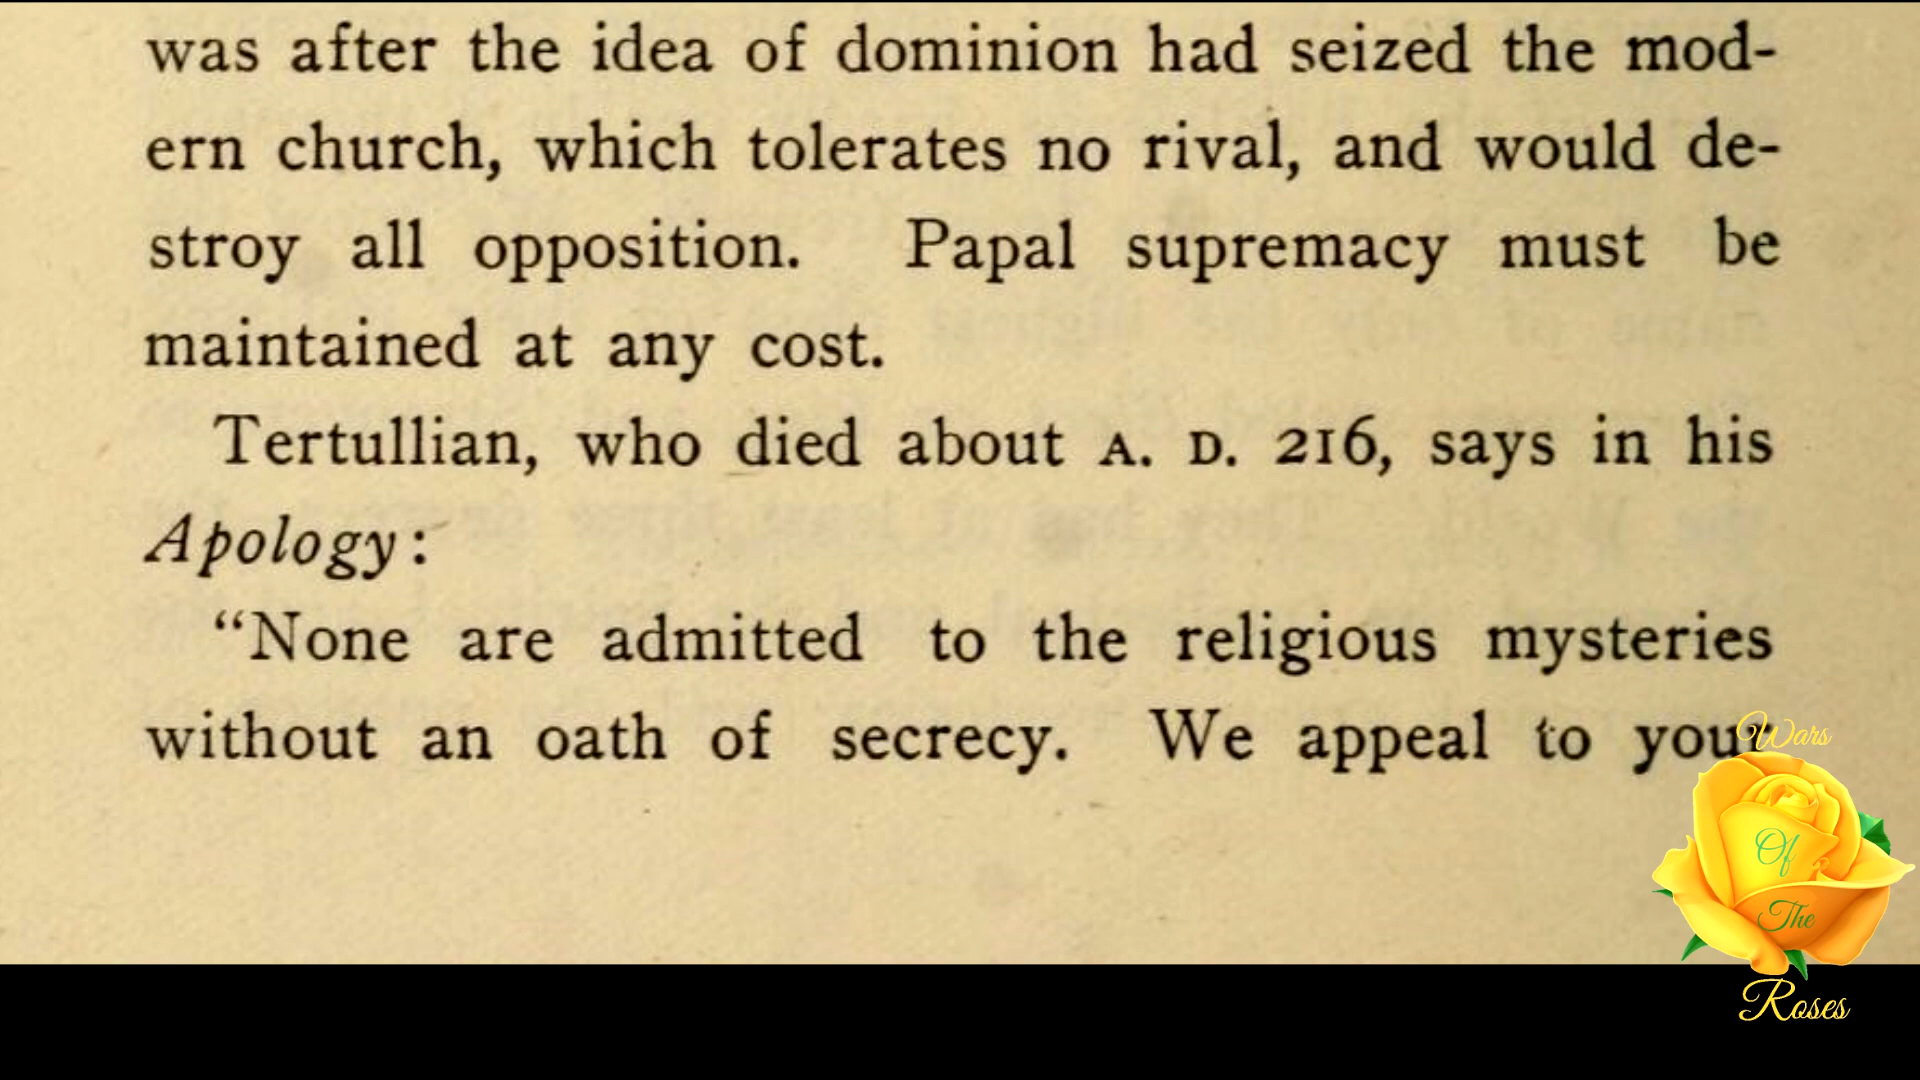 was after the idea of dominion had seized the mod-
ern church, which tolerates no rival, and would de-
stroy all opposition. Papal supremacy must be
maintained at any cost.
Tertullian, who died about A. D. 216, says in his
Apology:
“None are admitted to the religious mysteries
without an oath of secrecy. We appeal to your
Wars
Of
The
Roses